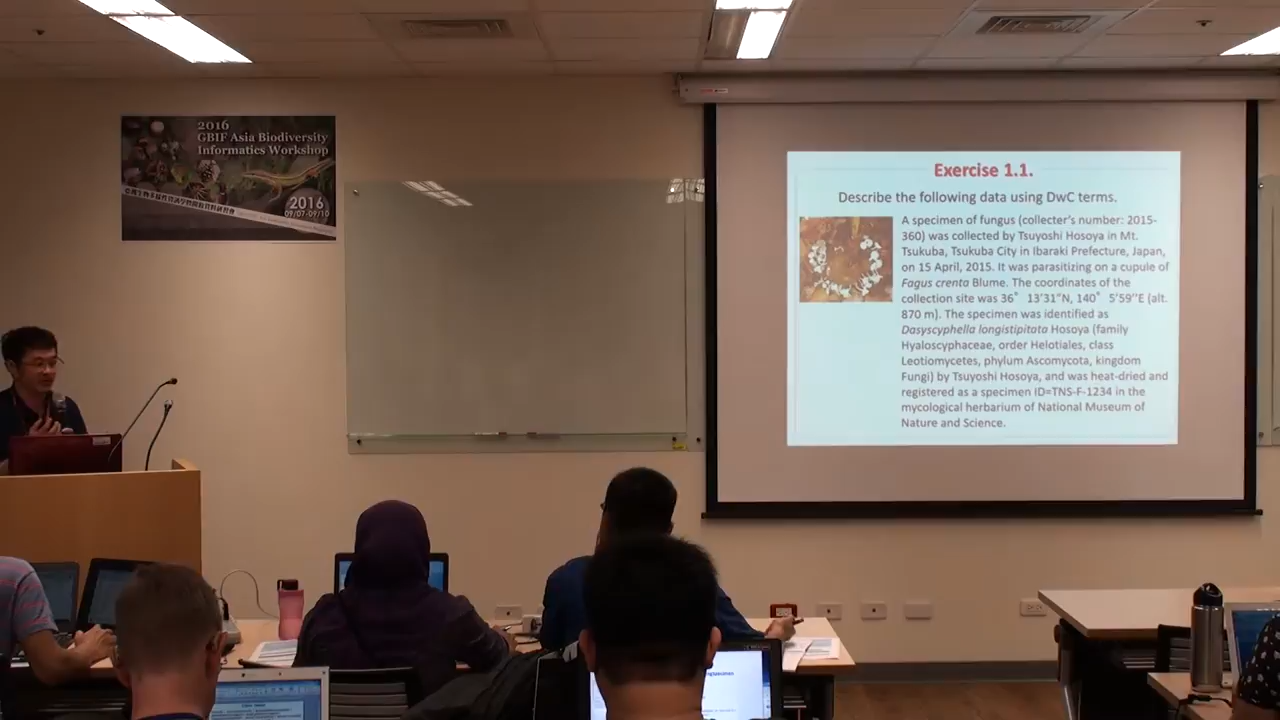 2016
GBIF Asia Biodiversity
Informatics Workshop
2016
09/07-09/10
Exercise 1.1.
Describe the following data using DwC terms.
A specimen of fungus (collecter's number: 2015-
360) was collected by Tsuyoshi Hosoya in Mt.
Tsukuba, Tsukuba City in Ibaraki Prefecture, Japan,
on 15 April, 2015. It was parasitizing on a cupule of
Fagus crenta Blume. The coordinates of the
collection site was 36° 13'31"N, 140° 5'59"E (alt.
870 m). The specimen was identified as
Dasyscyphella longistipitata Hosoya (family
Hyaloscyphaceae, order Helotiales, class
Leotiomycetes, phylum Ascomycota, kingdom
Fungi) by Tsuyoshi Hosoya, and was heat-dried and
registered as a specimen ID=TNS-F-1234 in the
mycological herbarium of National Museum of
Nature and Science.